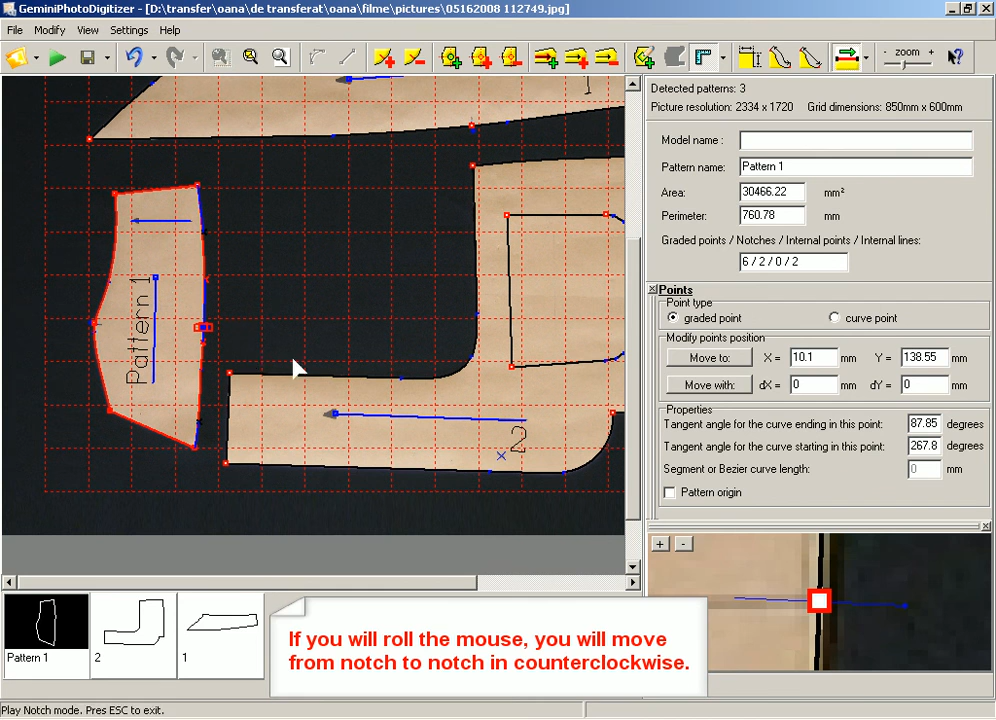 GeminiPhotoDigitizer - [D:\transfer\oana\de transferat\oana\filme\pictures\05162008 112749.jpg]
File Modify View Settings Help
zoom
Detected patterns: 3
Picture resolution: 2334 x 1720 Grid dimensions: 850mm x 600mm
Model name :
Pattern name: Pattern 1
Area: 30466.22 mm²
Perimeter: 760.78 mm
Graded points / Notches / Internal points / Internal lines:
6 / 2 / 0 / 2
Points
Point type
graded point curve point
Modify points position
Move to: X = 10.1 mm Y = 138.55 mm
Move with: dX = 0 mm dY = 0 mm
Properties
Tangent angle for the curve ending in this point: 87.85 degrees
Tangent angle for the curve starting in this point: 267.8 degrees
Segment or Bezier curve length: 0 mm
Pattern origin
Pattern 1
2
1
+ -
Pattern 1 2 1
If you will roll the mouse, you will move
from notch to notch in counterclockwise.
Play Notch mode. Pres ESC to exit.